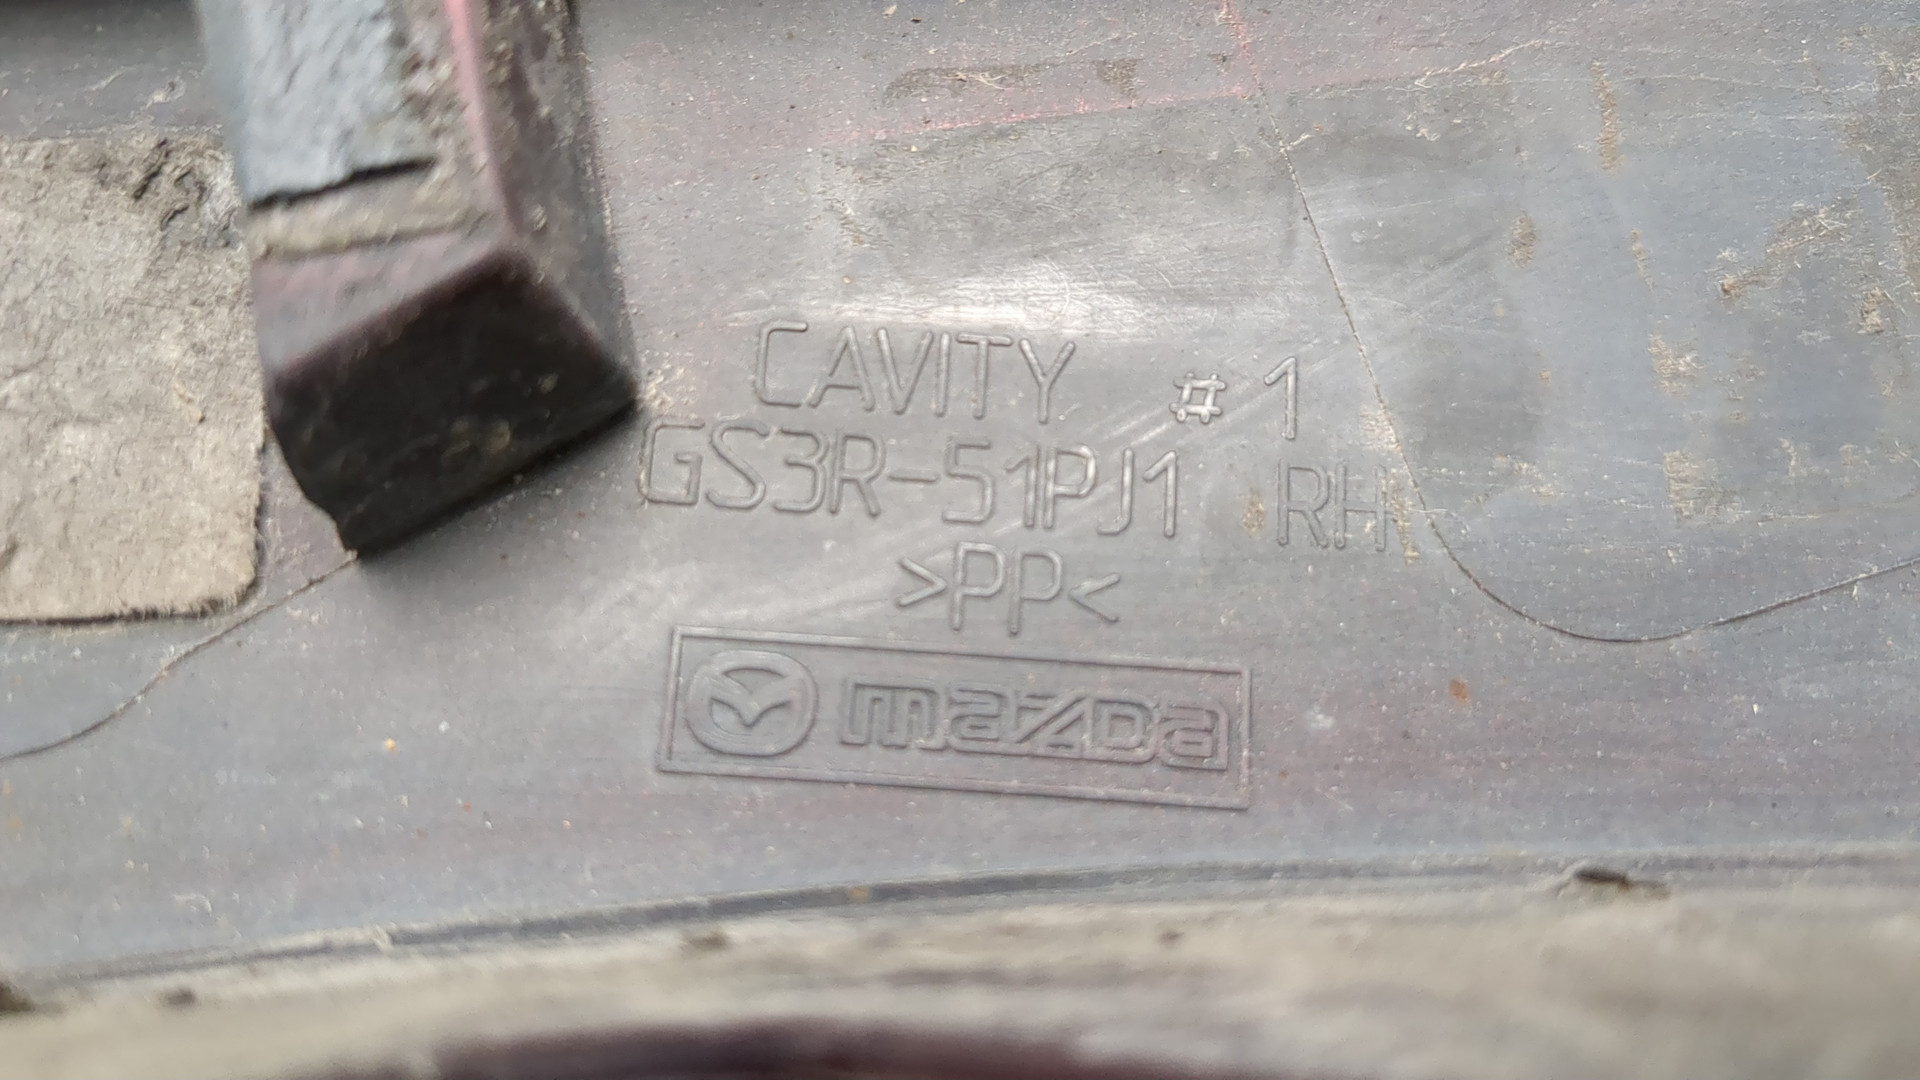 CAVITY # 1
GS3R-51PJ1 RH
>PP<
mazda